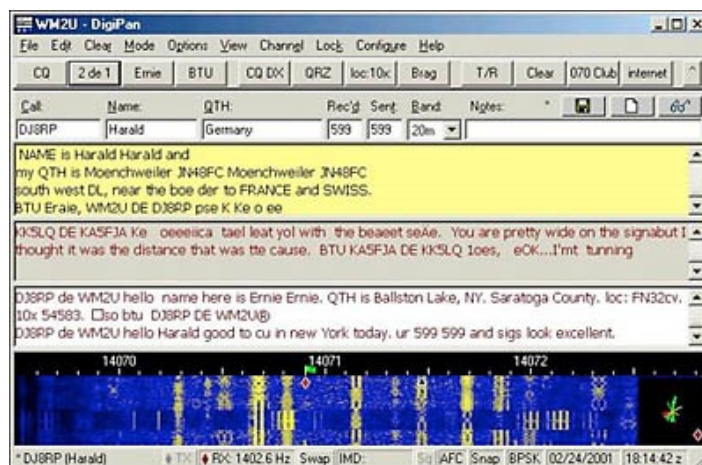 WM2U - DigiPan
File Edit Clear Mode Options View Channel Lock Configure Help
CQ 2 de 1 Ernie BTU CQ DX QRZ loc:10x Brag T/R Clear 070 Club internet ^
Call: Name: QTH: Rec'd: Sent: Band: Notes: *
DJ8RP Harald Germany 599 599 20m
NAME is Harald Harald and
my QTH is Moenchweiler JN48FC Moenchweiler JN48FC
south west DL, near the boe der to FRANCE and SWISS.
BTU Eraie, WM2U DE DJ8RP pse K Ke o ee
KK5LQ DE KA5FJA Ke oeeeiica tael leat yol with the beaeet seÄe. You are pretty wide on the signabut I
thought it was the distance that was tte cause. BTU KA5FJA DE KK5LQ 1oes, eOK...I'mt tunning
DJ8RP de WM2U hello name here is Ernie Ernie. QTH is Ballston Lake, NY. Saratoga County. loc: FN32cv.
10x 54583. □so btu DJ8RP DE WM2U®
DJ8RP de WM2U hello Harald good to cu in new York today. ur 599 599 and sigs look excellent.
14070 14071 14072
* DJ8RP (Harald) TX RX: 1402.6 Hz Swap IMD: Sq AFC Snap BPSK 02/24/2001 18:14:42 z